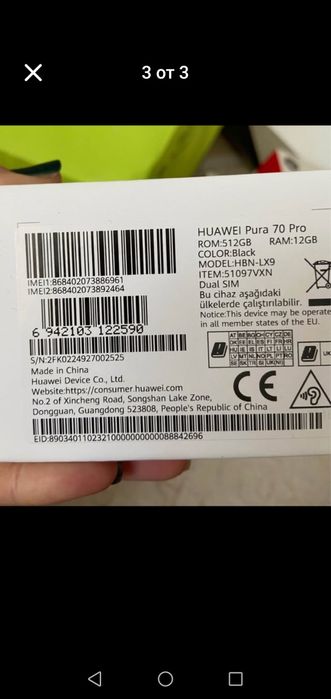 3 от 3
HUAWEI Pura 70 Pro
ROM:512GB RAM:12GB
COLOR:Black
MODEL:HBN-LX9
ITEM:51097VXN
Dual SIM
Bu cihaz aşağıdaki
ülkelerde çalıştırılabilir.
Notice:This device may be operate
in all member states of the EU.
IMEI1:868402073886961
IMEI2:868402073892464
6 942103 122590
S/N:2FK0224927002525
Made in China
Huawei Device Co., Ltd.
Website:https://consumer.huawei.com
No.2 of Xincheng Road, Songshan Lake Zone,
Dongguan, Guangdong 523808, People's Republic of China
CE
EID:89034011023210000000000088842696